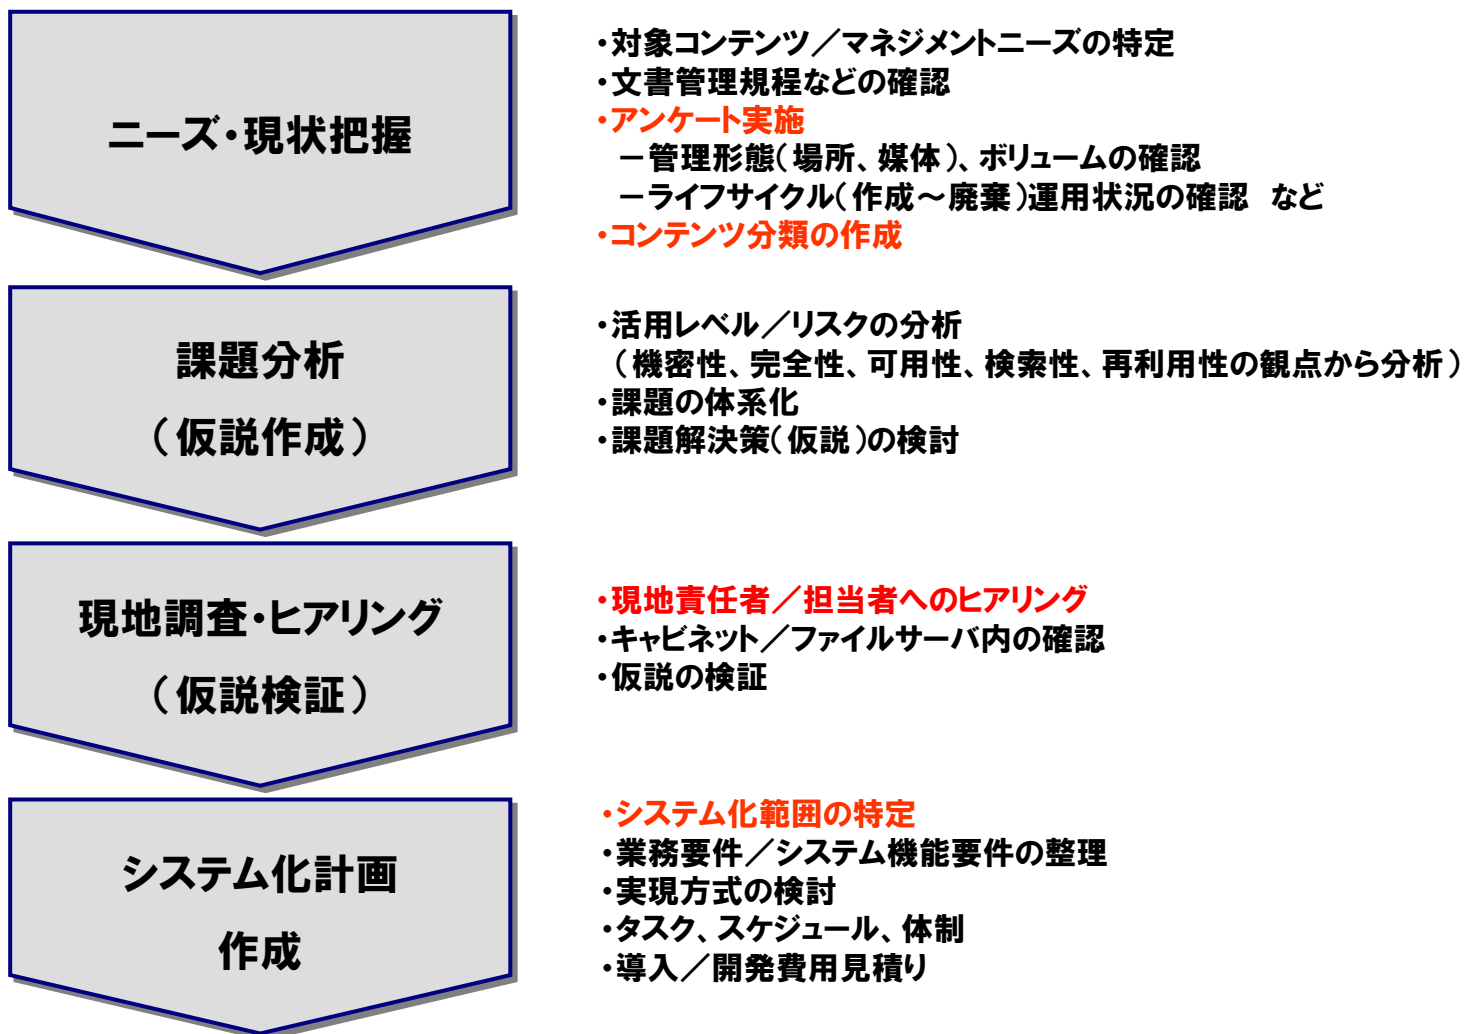 ニーズ・現状把握
・対象コンテンツ／マネジメントニーズの特定
・文書管理規程などの確認
・アンケート実施
－管理形態（場所、媒体）、ボリュームの確認
－ライフサイクル（作成～廃棄）運用状況の確認　など
・コンテンツ分類の作成
課題分析
（仮説作成）
・活用レベル／リスクの分析
（機密性、完全性、可用性、検索性、再利用性の観点から分析）
・課題の体系化
・課題解決策（仮説）の検討
現地調査・ヒアリング
（仮説検証）
・現地責任者／担当者へのヒアリング
・キャビネット／ファイルサーバ内の確認
・仮説の検証
システム化計画
作成
・システム化範囲の特定
・業務要件／システム機能要件の整理
・実現方式の検討
・タスク、スケジュール、体制
・導入／開発費用見積り